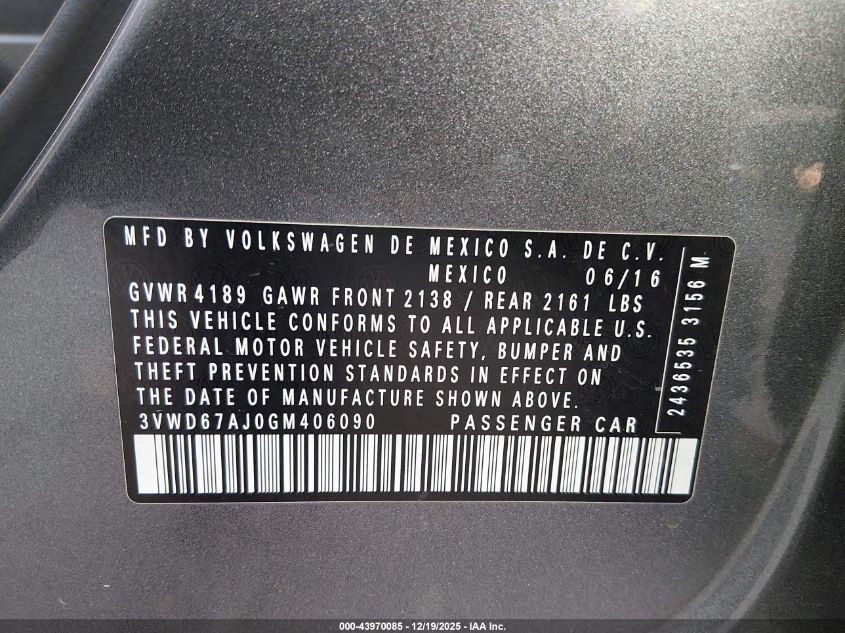 MFD BY VOLKSWAGEN DE MEXICO S.A. DE C.V.
MEXICO 06/16
GVWR 4189 GAWR FRONT 2138 / REAR 2161 LBS
THIS VEHICLE CONFORMS TO ALL APPLICABLE U.S.
FEDERAL MOTOR VEHICLE SAFETY, BUMPER AND
THEFT PREVENTION STANDARDS IN EFFECT ON
THE DATE OF MANUFACTURE SHOWN ABOVE.
3VWD67AJ0GM406090 PASSENGER CAR
2436535 3156 M
000-43970085 - 12/19/2025 - IAA Inc.